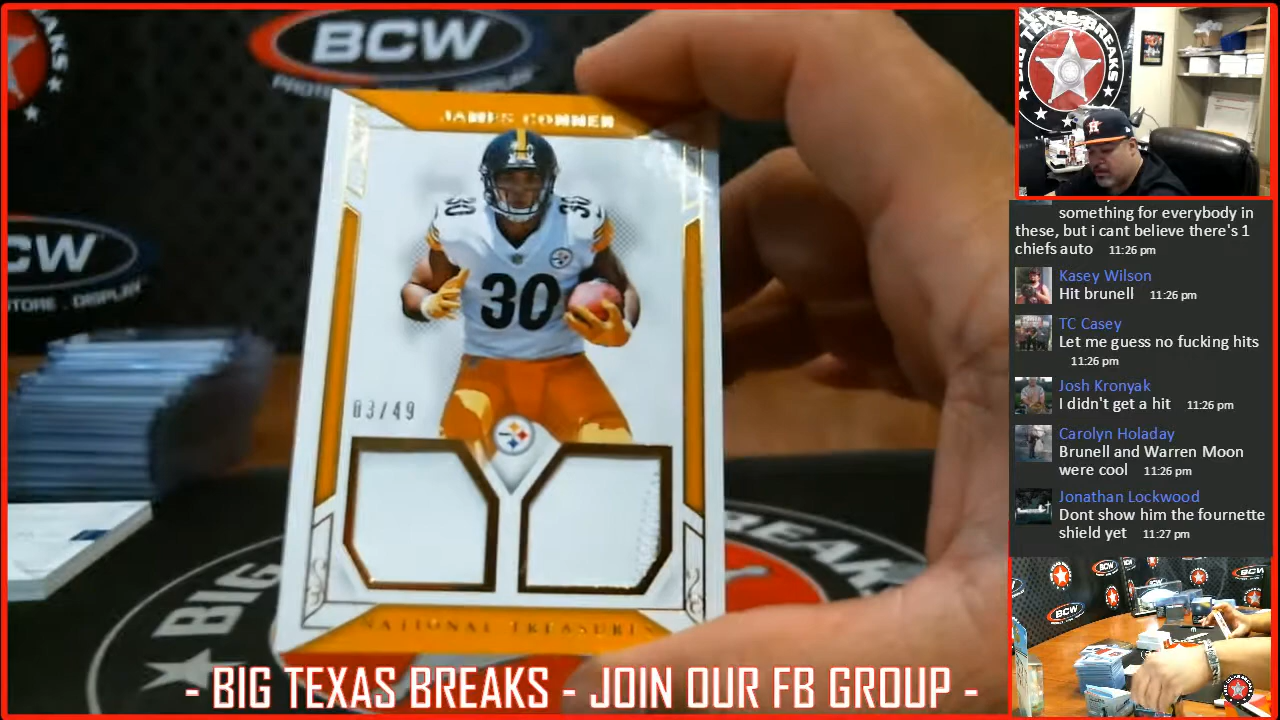 BCW
BCW
JAMES CONNER
30
30
30
03/49
NATIONAL TREASURES
BIG
BREAKS
BIG TEXAS BREAKS
something for everybody in
these, but i cant believe there's 1
chiefs auto 11:26 pm
Kasey Wilson
Hit brunell 11:26 pm
TC Casey
Let me guess no fucking hits
11:26 pm
Josh Kronyak
I didn't get a hit 11:26 pm
Carolyn Holaday
Brunell and Warren Moon
were cool 11:26 pm
Jonathan Lockwood
Dont show him the fournette
shield yet 11:27 pm
BCW
BCW
- BIG TEXAS BREAKS - JOIN OUR FB GROUP -